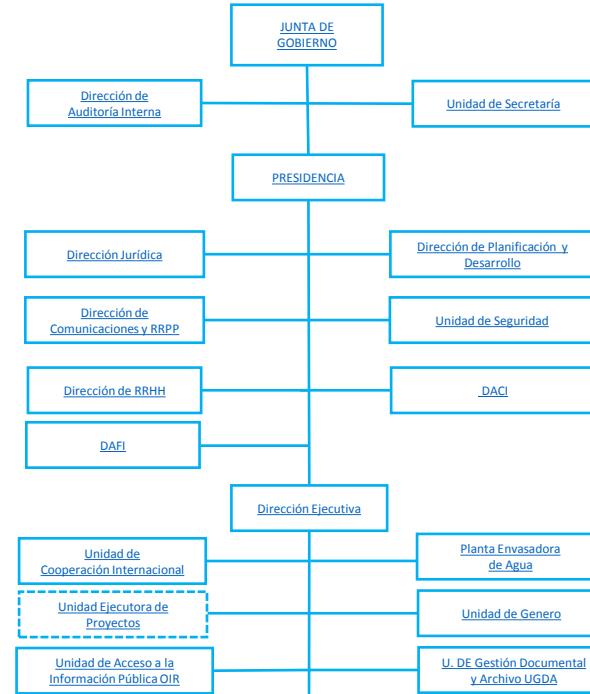 JUNTA DE
GOBIERNO
Dirección de
Auditoría Interna
Unidad de Secretaría
PRESIDENCIA
Dirección Jurídica
Dirección de Planificación y
Desarrollo
Dirección de
Comunicaciones y RRPP
Unidad de Seguridad
Dirección de RRHH
DACI
DAFI
Dirección Ejecutiva
Unidad de
Cooperación Internacional
Planta Envasadora
de Agua
Unidad Ejecutora de
Proyectos
Unidad de Genero
Unidad de Acceso a la
Información Pública OIR
U. DE Gestión Documental
y Archivo UGDA